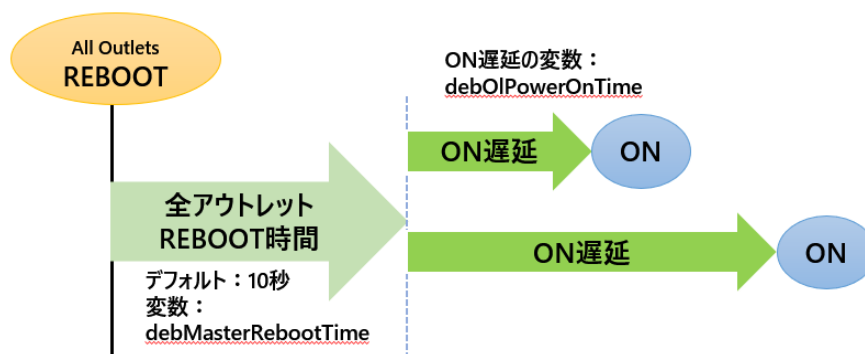 All Outlets
REBOOT
ON遅延の変数：
debOlPowerOnTime
ON遅延
ON
全アウトレット
REBOOT時間
ON遅延
ON
デフォルト：10秒
変数：
debMasterRebootTime